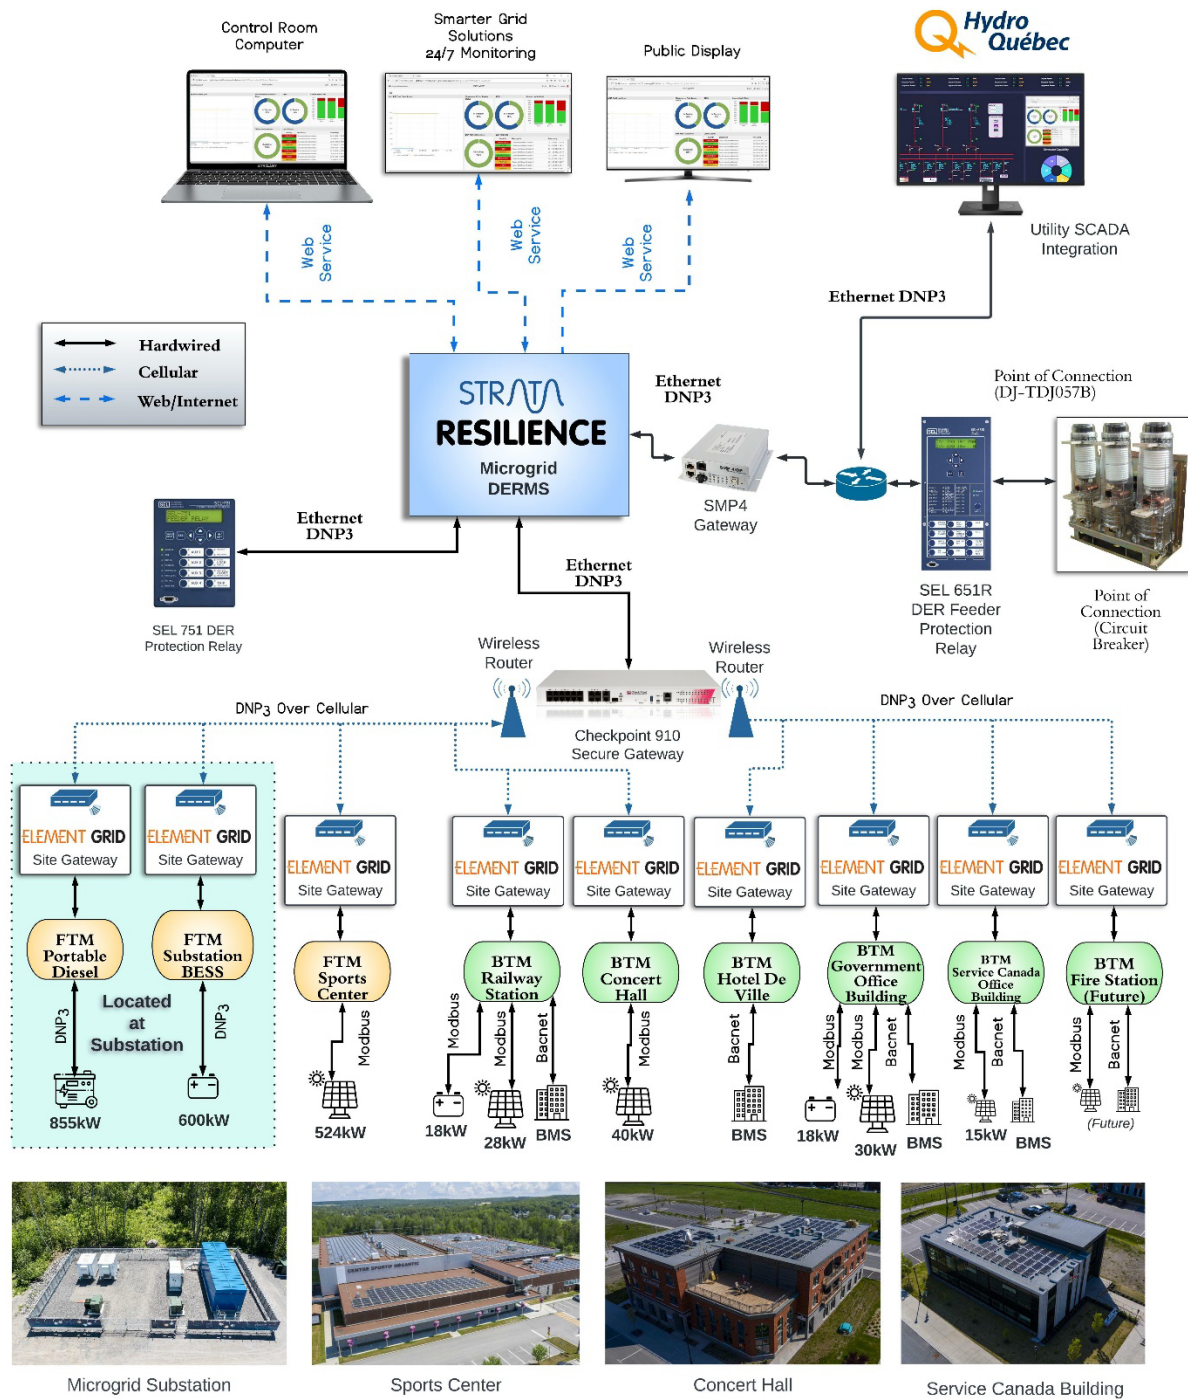 Control Room
Computer
Smarter Grid
Solutions
24/7 Monitoring
Public Display
Hydro
Québec
Web
Service
Web
Service
Web
Service
Utility SCADA
Integration
Ethernet DNP3
Hardwired
Cellular
Web/Internet
STRATA
RESILIENCE
Microgrid
DERMS
Ethernet
DNP3
SMP4
Gateway
Point of Connection
(DJ-TDJ057B)
SEL
SEL
FEEDER RELAY
Ethernet
DNP3
Ethernet
DNP3
SEL 751 DER
Protection Relay
SEL 651R
DER Feeder
Protection
Relay
Point of
Connection
(Circuit
Breaker)
Wireless
Router
Wireless
Router
DNP3 Over Cellular
DNP3 Over Cellular
Checkpoint 910
Secure Gateway
ELEMENT GRID
Site Gateway
ELEMENT GRID
Site Gateway
ELEMENT GRID
Site Gateway
ELEMENT GRID
Site Gateway
ELEMENT GRID
Site Gateway
ELEMENT GRID
Site Gateway
ELEMENT GRID
Site Gateway
ELEMENT GRID
Site Gateway
ELEMENT GRID
Site Gateway
FTM
Portable
Diesel
FTM
Substation
BESS
FTM
Sports
Center
BTM
Railway
Station
BTM
Concert
Hall
BTM
Hotel De
Ville
BTM
Government
Office
Building
BTM
Service Canada
Office
Building
BTM
Fire Station
(Future)
Located
at
Substation
DNP3
DNP3
Modbus
Modbus
Modbus
Bacnet
Modbus
Bacnet
Modbus
Modbus
Bacnet
Modbus
Bacnet
Modbus
Bacnet
855kW
600kW
524kW
18kW
28kW
BMS
40kW
BMS
18kW
30kW
BMS
15kW
BMS
(Future)
CENTRE SPORTIF MÉGANTIC
Microgrid Substation
Sports Center
Concert Hall
Service Canada Building